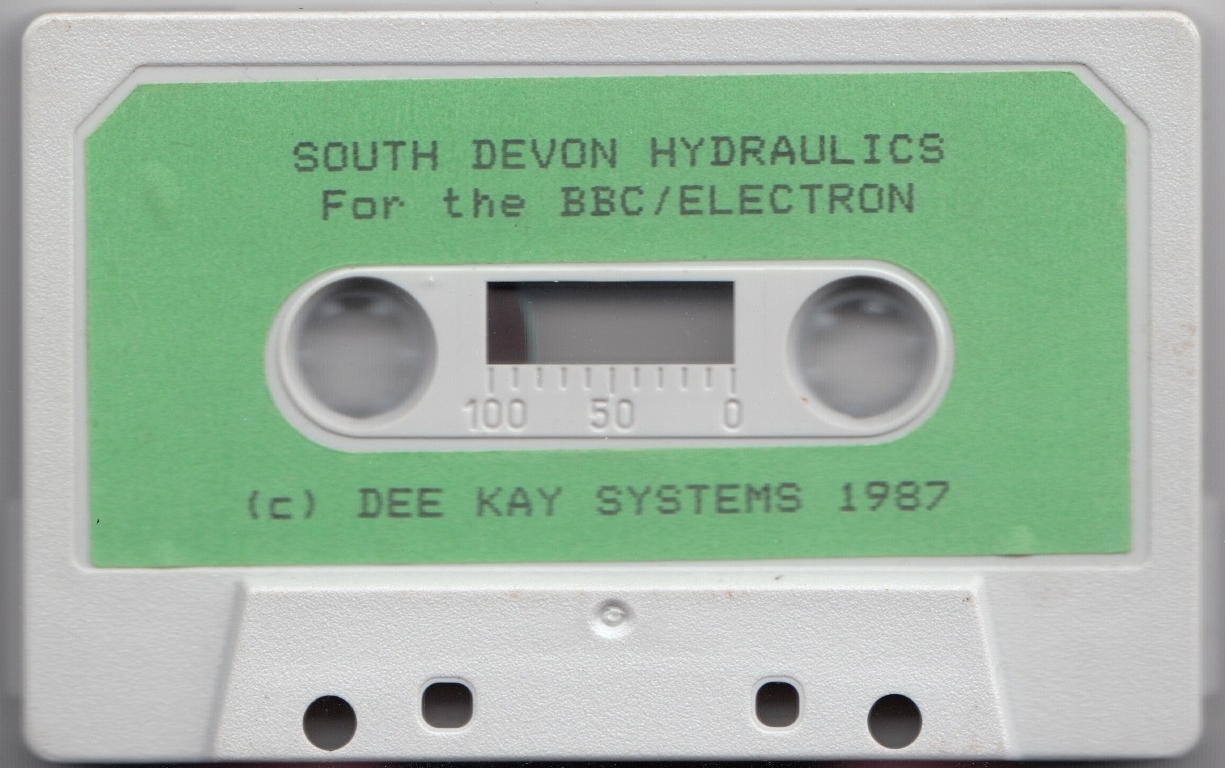 SOUTH DEVON HYDRAULICS
For the BBC/ELECTRON
100 50 0
(c) DEE KAY SYSTEMS 1987